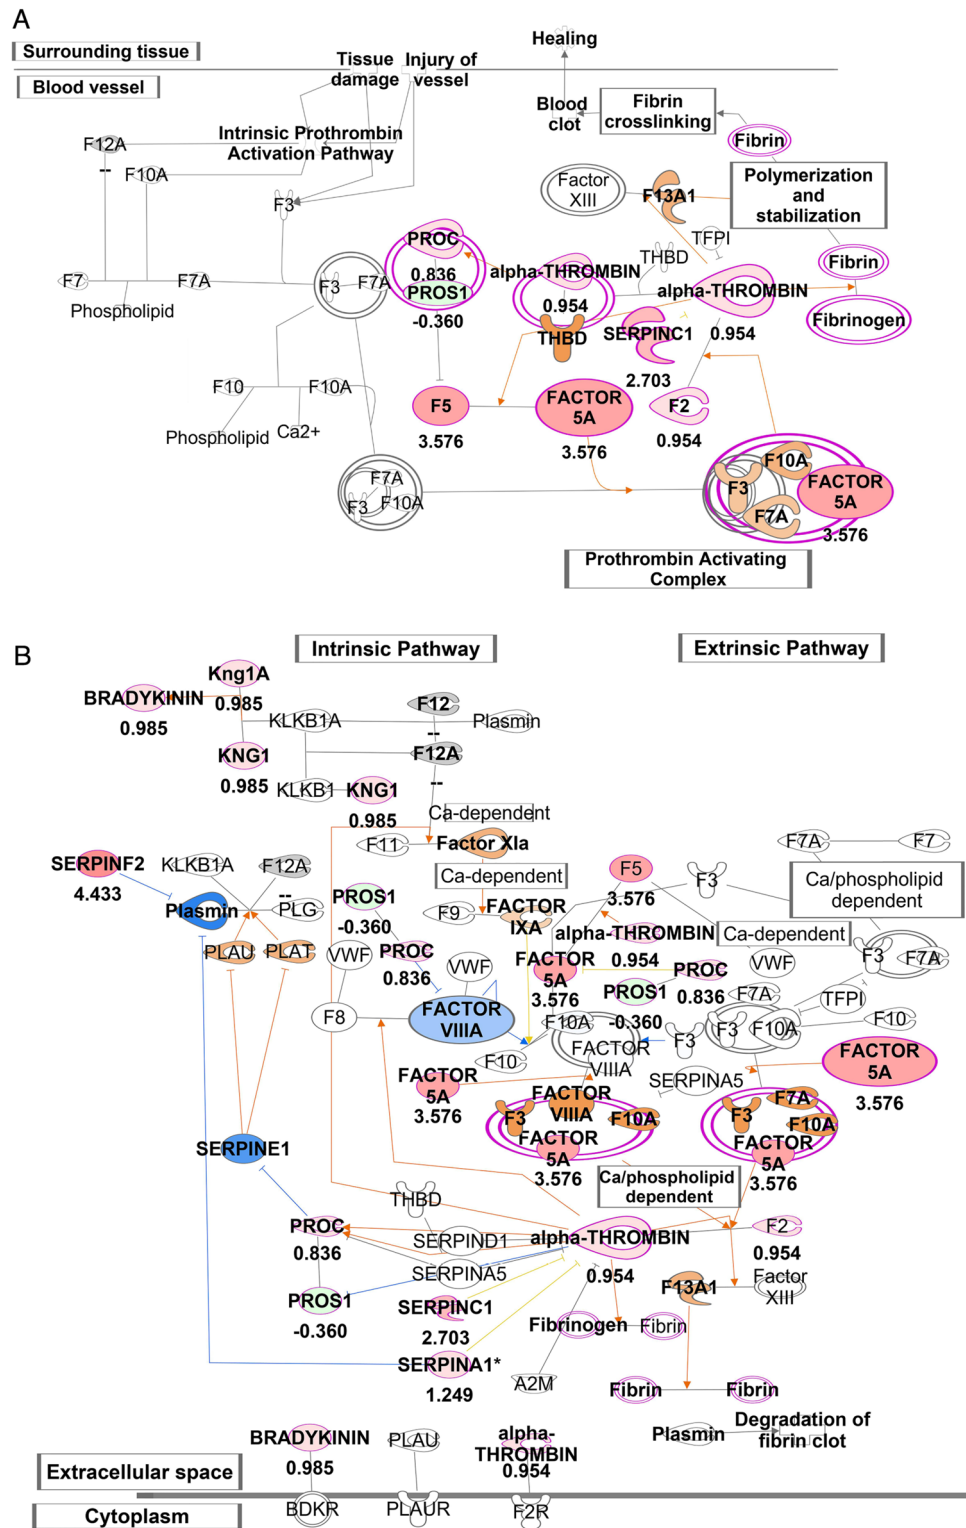 A
Surrounding tissue
Blood vessel
Tissue
damage
Injury of
vessel
Healing
Blood
clot
Fibrin
crosslinking
Fibrin
F12A
--
Intrinsic Prothrombin
Activation Pathway
F10A
F3
Factor
XIII
F13A1
Polymerization
and
stabilization
TFPI
THBD
PROC
0.836
PROS1
-0.360
alpha-THROMBIN
0.954
THBD
alpha-THROMBIN
0.954
SERPINC1
2.703
Fibrin
Fibrinogen
F7
F7A
Phospholipid
F3
F7A
F10
F10A
Phospholipid
Ca2+
F5
3.576
FACTOR
5A
3.576
F2
0.954
F7A
F3
F10A
F10A
F3
F7A
FACTOR
5A
3.576
Prothrombin Activating
Complex
B
Intrinsic Pathway
Extrinsic Pathway
Kng1A
0.985
BRADYKININ
0.985
KLKB1A
F12
--
Plasmin
KNG1
0.985
F12A
--
KLKB1
KNG1
0.985
Ca-dependent
F11
Factor XIa
Ca-dependent
SERPINF2
4.433
KLKB1A
F12A
--
Plasmin
PLG
PLAU
PLAT
PROS1
-0.360
PROC
0.836
VWF
F9
FACTOR
IXA
VWF
F8
FACTOR
VIIIA
F5
3.576
F3
F7A
F7
Ca/phospholipid
dependent
alpha-THROMBIN
0.954
Ca-dependent
FACTOR
5A
3.576
PROC
0.836
PROS1
-0.360
VWF
F3
F7A
F7A
TFPI
F10A
F10
FACTOR
VIIIA
F3
F3
F10A
F10
SERPINA5
FACTOR
5A
3.576
FACTOR
5A
3.576
FACTOR
VIIIA
F3
F10A
FACTOR
5A
3.576
F7A
F3
F10A
FACTOR
5A
3.576
SERPINE1
Ca/phospholipid
dependent
THBD
PROC
0.836
SERPIND1
alpha-THROMBIN
0.954
F2
0.954
SERPINA5
PROS1
-0.360
F13A1
Factor
XIII
SERPINC1
2.703
Fibrinogen
Fibrin
SERPINA1*
1.249
A2M
Fibrin
Fibrin
Plasmin
Degradation of
fibrin clot
BRADYKININ
0.985
PLAU
alpha-
THROMBIN
0.954
Extracellular space
Cytoplasm
BDKR
PLAUR
F2R